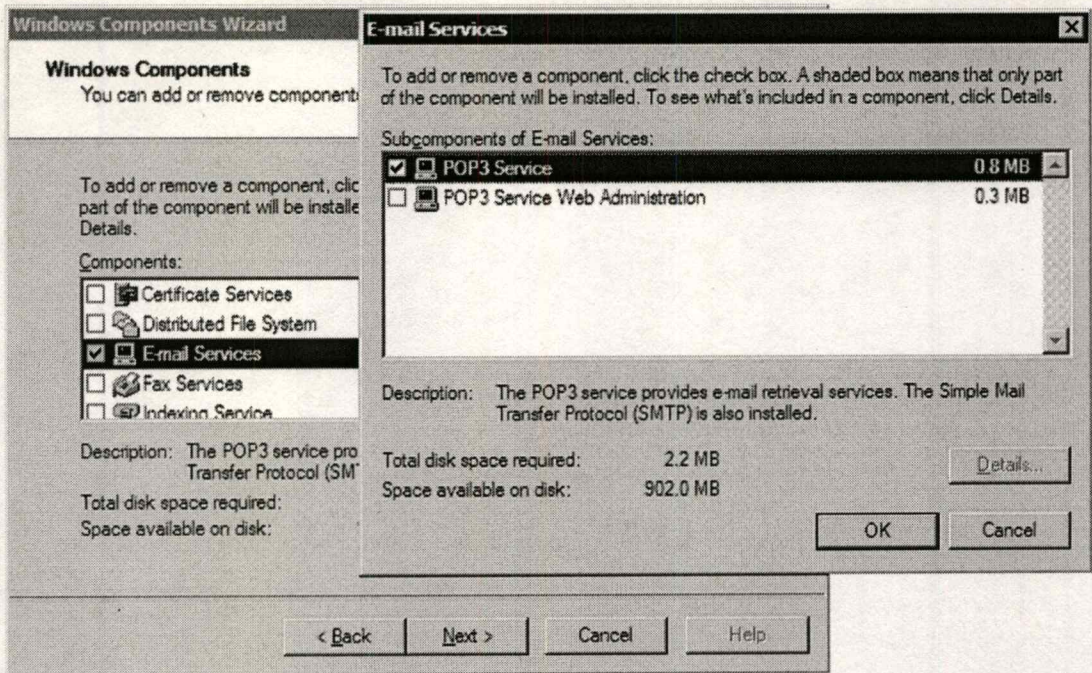 Windows Components Wizard
Windows Components
You can add or remove component
To add or remove a component, clic
part of the component will be installe
Details.
Components:
Certificate Services
Distributed File System
E-mail Services
Fax Services
Indexing Service
Description: The POP3 service pro
Transfer Protocol (SMT
Total disk space required:
Space available on disk:
< Back
Next >
Cancel
Help
E-mail Services
To add or remove a component, click the check box. A shaded box means that only part
of the component will be installed. To see what's included in a component, click Details.
Subcomponents of E-mail Services:
POP3 Service 0.8 MB
POP3 Service Web Administration 0.3 MB
Description: The POP3 service provides e-mail retrieval services. The Simple Mail
Transfer Protocol (SMTP) is also installed.
Total disk space required: 2.2 MB
Space available on disk: 902.0 MB
Details...
OK
Cancel